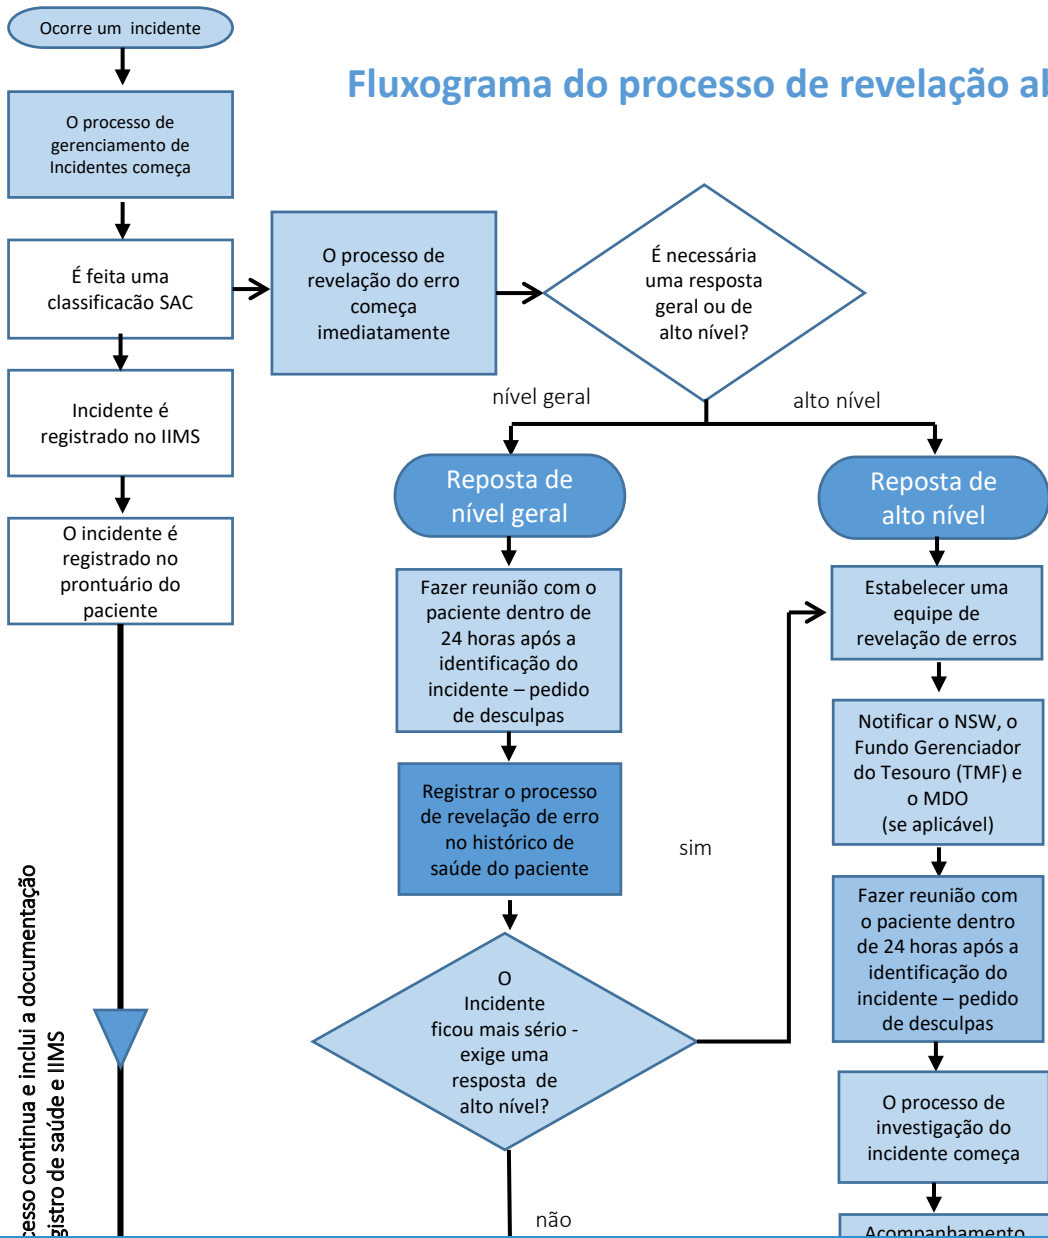 Ocorre um incidente
Fluxograma do processo de revelação
O processo de
gerenciamento de
Incidentes começa
É feita uma
classificacão SAC
O processo de
revelação do erro
começa
imediatamente
É necessária
uma resposta
geral ou de
alto nível?
Incidente é
registrado no IIMS
nível geral
alto nível
O incidente é
registrado no
prontuário do
paciente
Reposta de
nível geral
Reposta de
alto nível
Fazer reunião com o
paciente dentro de
24 horas após a
identificação do
incidente – pedido
de desculpas
Estabelecer uma
equipe de
revelação de erros
Notificar o NSW, o
Fundo Gerenciador
do Tesouro (TMF) e
o MDO
(se aplicável)
Registrar o processo
de revelação de erro
no histórico de
saúde do paciente
sim
Fazer reunião com
o paciente dentro
de 24 horas após a
identificação do
incidente – pedido
de desculpas
O
Incidente
ficou mais sério -
exige uma
resposta de
alto nível?
O processo de
investigação do
incidente começa
não
Acompanhamento
continua e inclui a documentação
de saúde e IIMS